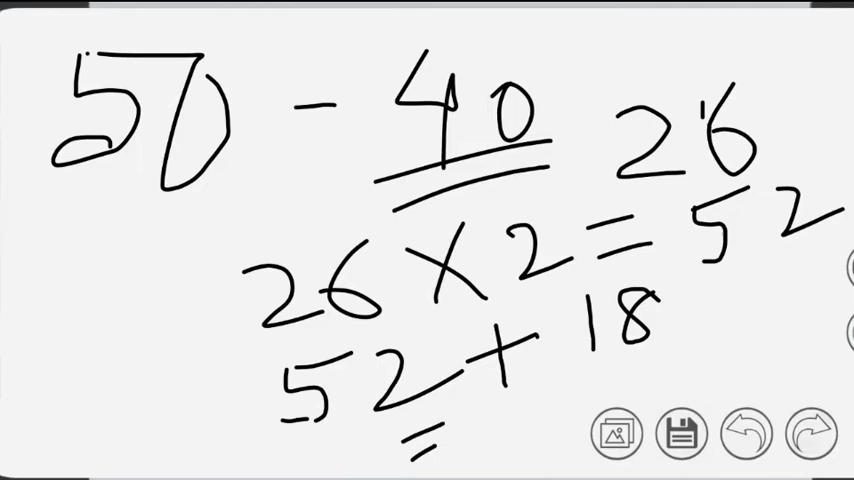 50 - 40 26
26 × 2 = 52
52 + 18
=